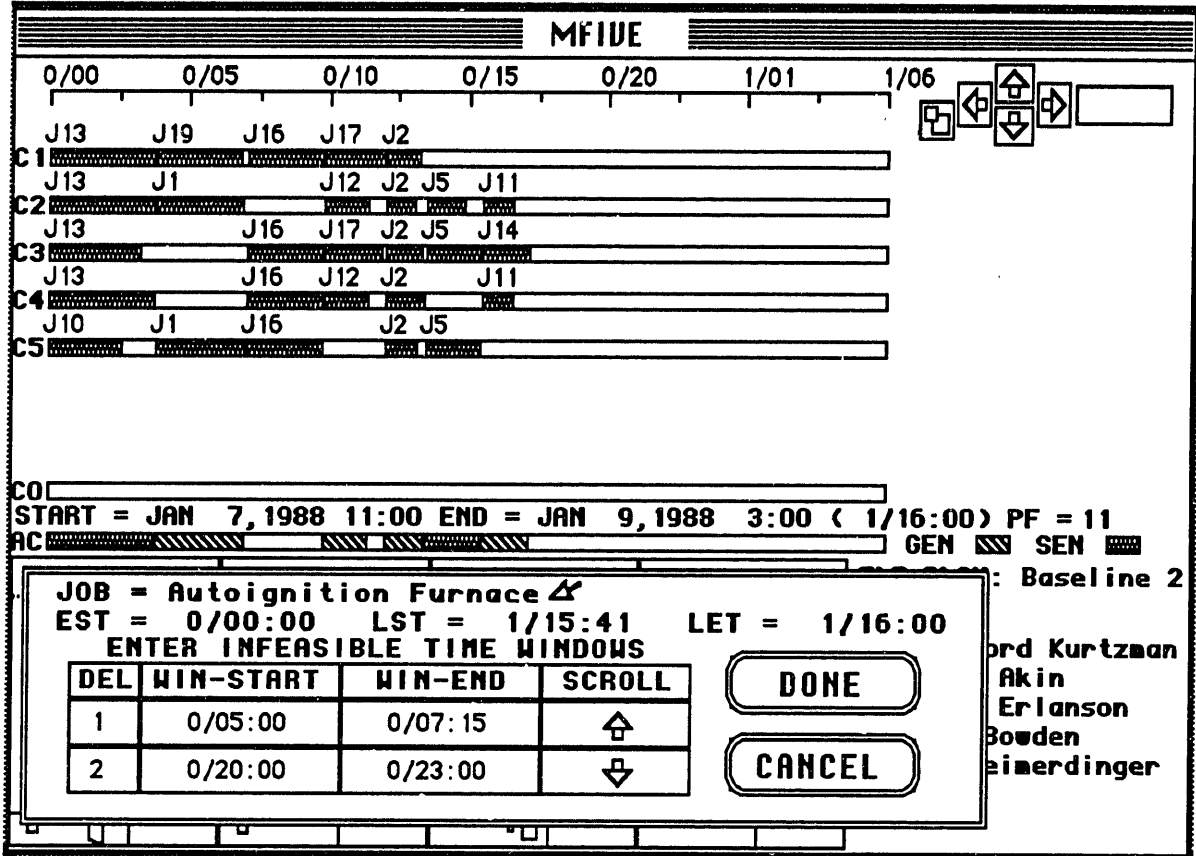 MFIVE
0/00 0/05 0/10 0/15 0/20 1/01 1/06
J13 J19 J16 J17 J2
C1
J13 J1 J12 J2 J5 J11
C2
J13 J16 J17 J2 J5 J14
C3
J13 J16 J12 J2 J11
C4
J10 J1 J16 J2 J5
C5
C0
START = JAN 7,1988 11:00 END = JAN 9,1988 3:00 ( 1/16:00) PF = 11
AC GEN SEN
: Baseline 2
JOB = Autoignition Furnace
EST = 0/00:00 LST = 1/15:41 LET = 1/16:00
ENTER INFEASIBLE TIME WINDOWS
ord Kurtzman
DEL WIN-START WIN-END SCROLL
DONE
Akin
1 0/05:00 0/07:15
Erlanson
Bowden
2 0/20:00 0/23:00
CANCEL
eimerdinger